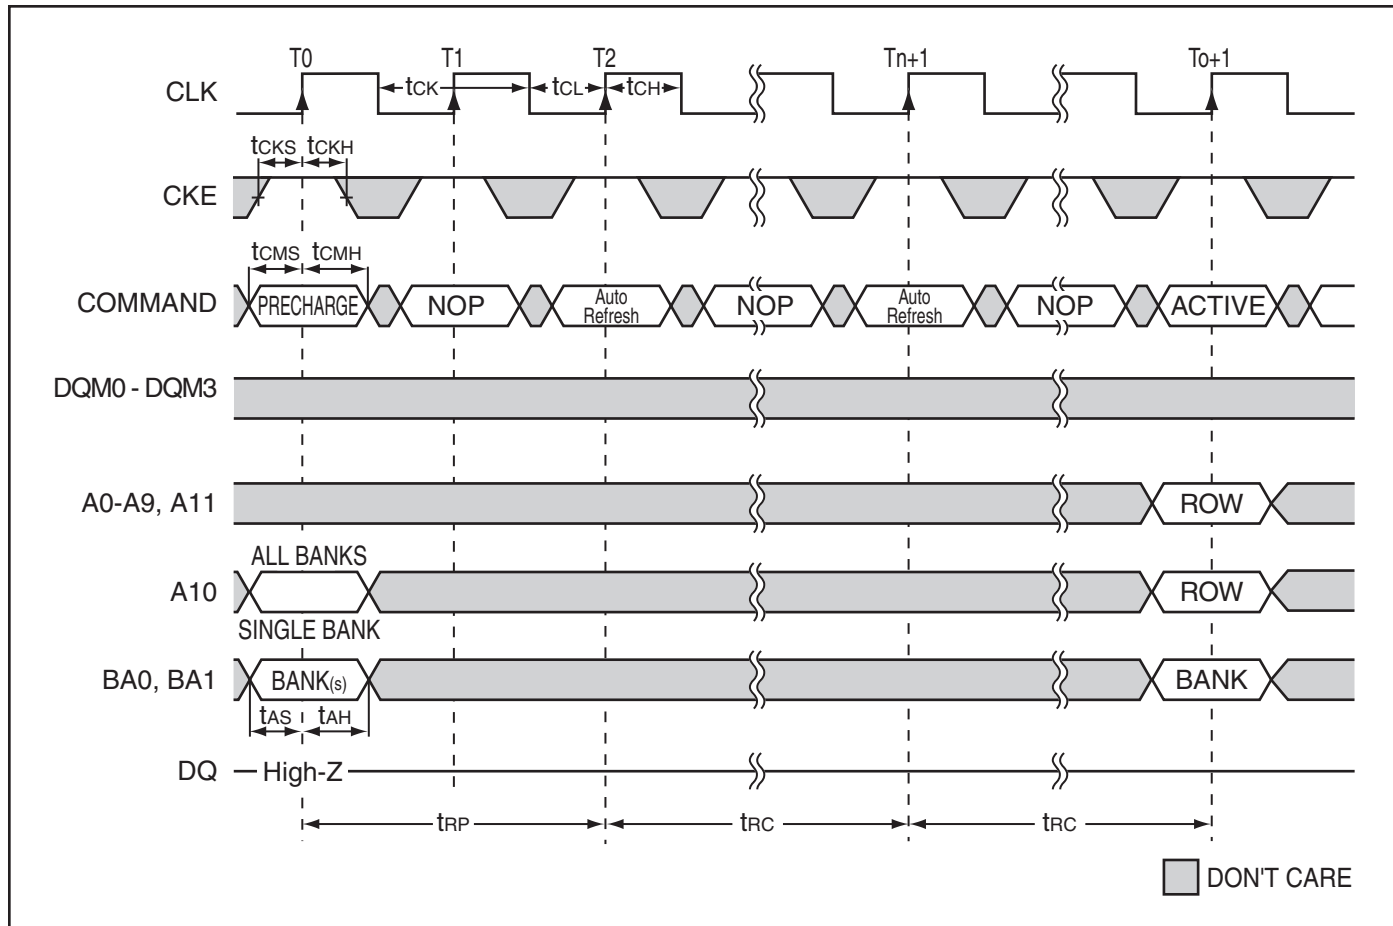 T0 T1 T2 Tn+1 To+1
CLK tCK tCL tCH
tCKS tCKH
CKE
tCMS tCMH
COMMAND PRECHARGE NOP Auto Refresh NOP Auto Refresh NOP ACTIVE
DQM0 - DQM3
A0-A9, A11 ROW
ALL BANKS
A10 ROW
SINGLE BANK
BA0, BA1 BANK(s) BANK
tAS tAH
DQ High-Z
tRP tRC tRC
DON'T CARE